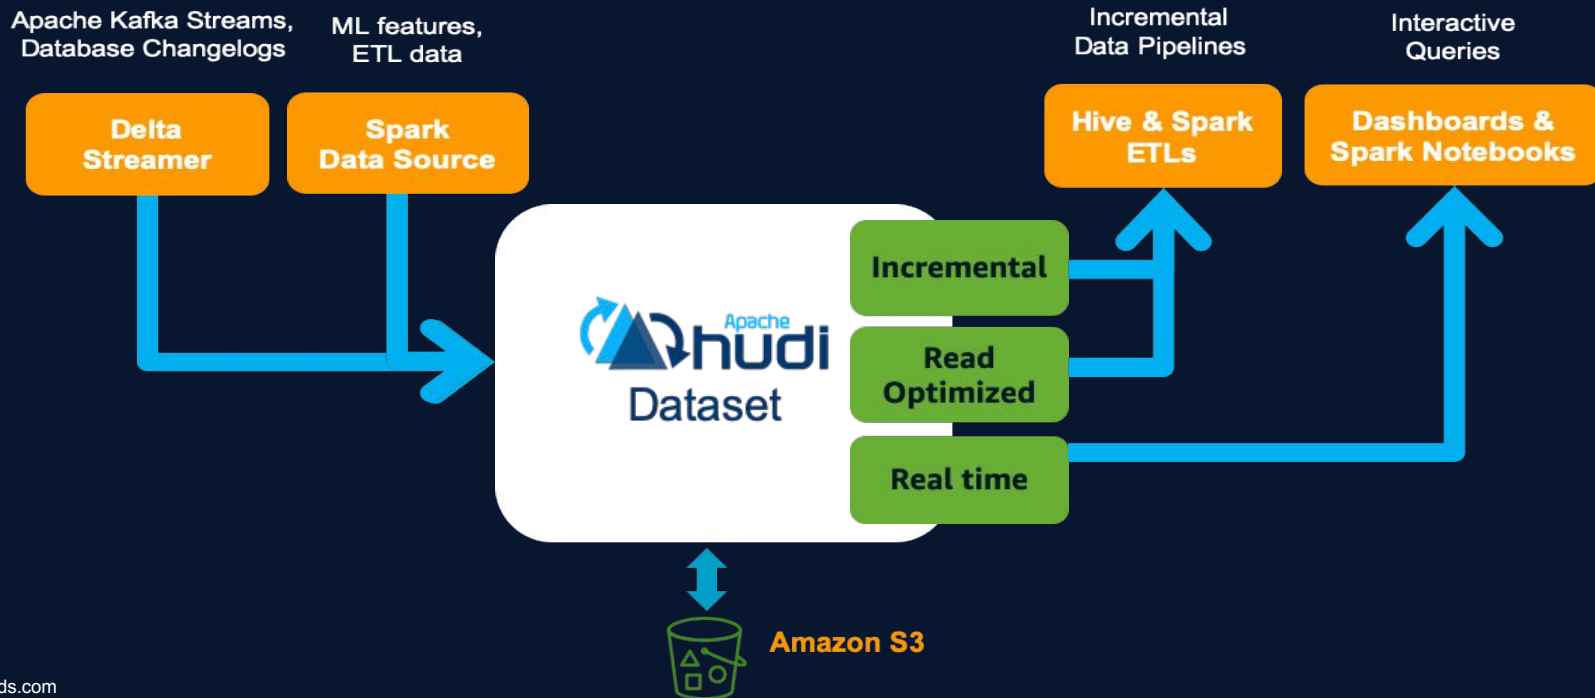 Apache Kafka Streams,
Database Changelogs
ML features,
ETL data
Incremental
Data Pipelines
Interactive
Queries
Delta
Streamer
Spark
Data Source
Hive & Spark
ETLs
Dashboards &
Spark Notebooks
Apache
hudi
Dataset
Incremental
Read
Optimized
Real time
Amazon S3
ds.com